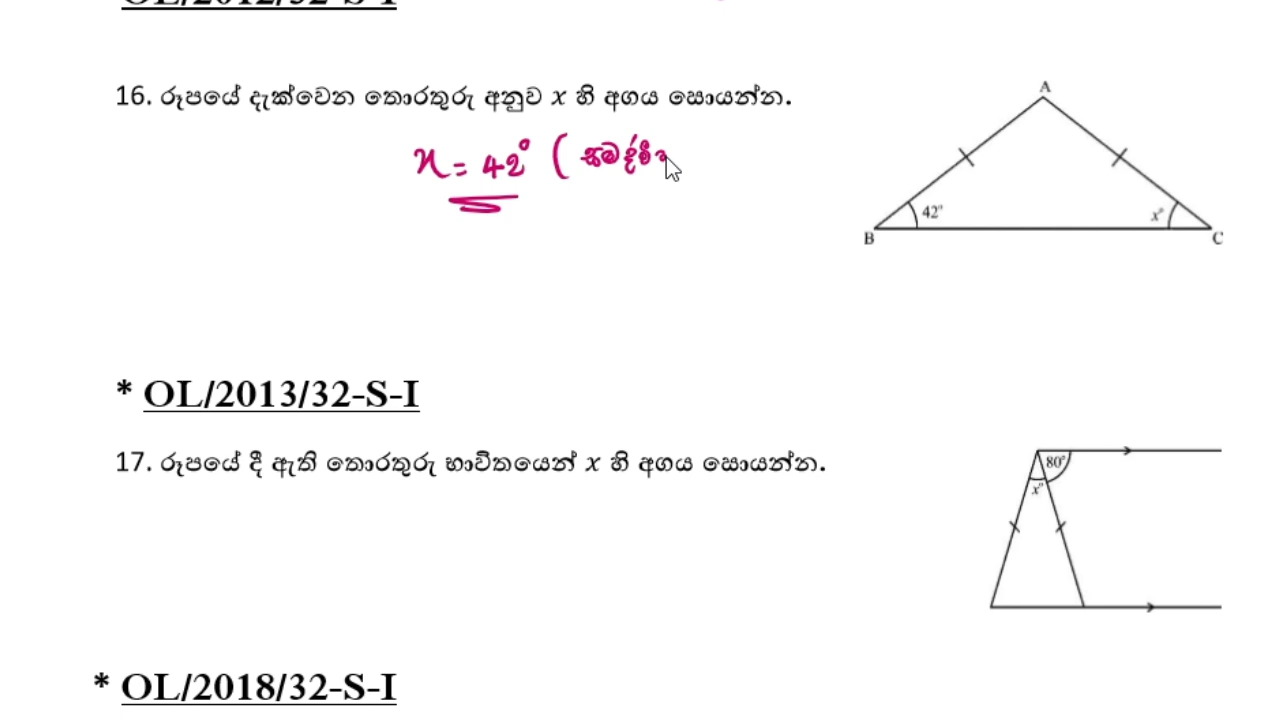 OL/2012/32-S-I
16. රූපයේ දැක්වෙන තොරතුරු අනුව x හි අගය සොයන්න.
x = 42° (සමද්වි
A
42°
x°
B
C
* OL/2013/32-S-I
17. රූපයේ දී ඇති තොරතුරු භාවිතයෙන් x හි අගය සොයන්න.
80°
x°
* OL/2018/32-S-I